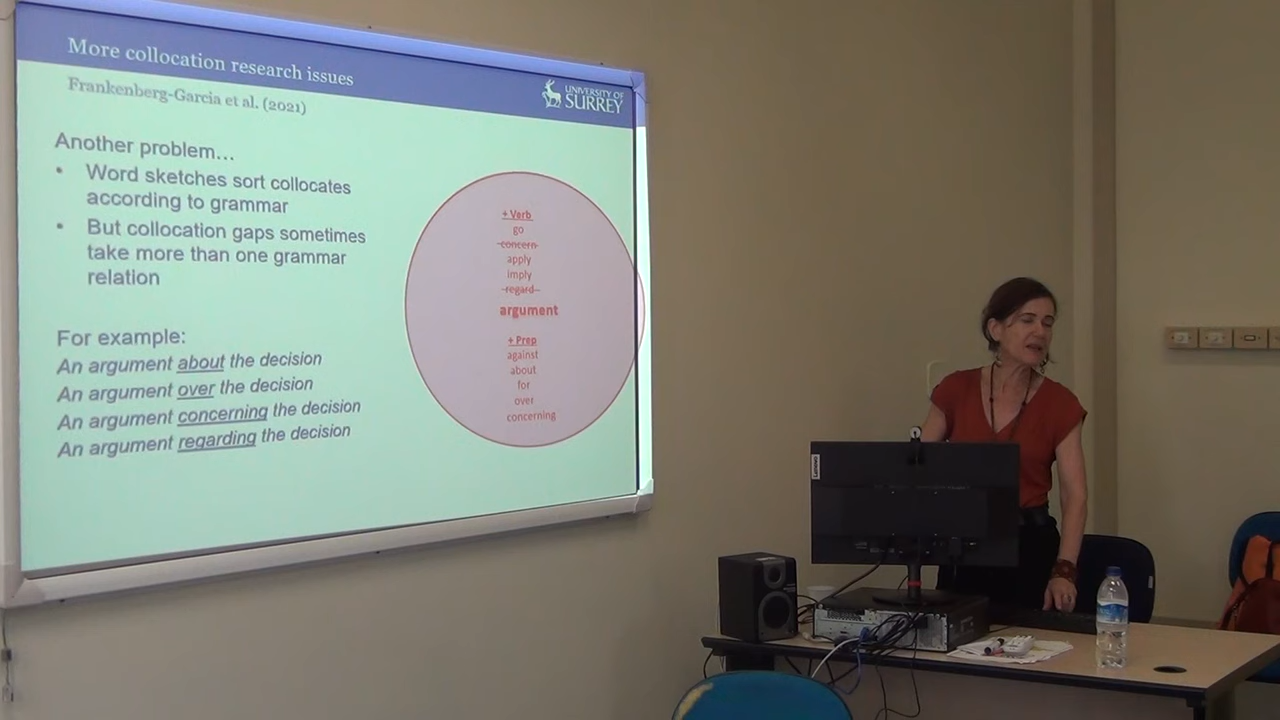 More collocation research issues
Frankenberg-Garcia et al. (2021)
UNIVERSITY OF
SURREY
Another problem…
• Word sketches sort collocates
according to grammar
• But collocation gaps sometimes
take more than one grammar
relation
For example:
An argument about the decision
An argument over the decision
An argument concerning the decision
An argument regarding the decision
+ Verb
go
concern
apply
imply
regard
argument
+ Prep
against
about
for
over
concerning
Lenovo